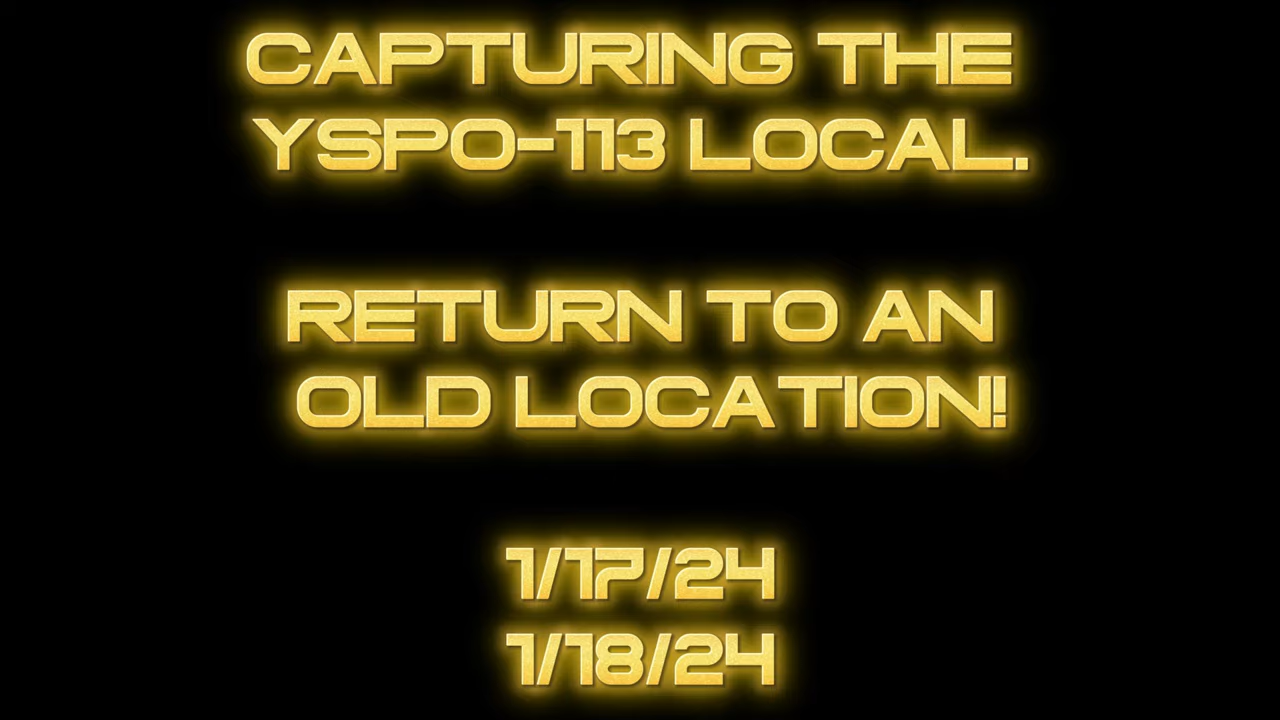 CAPTURING THE
YSPO-113 LOCAL.
RETURN TO AN
OLD LOCATION!
1/17/24
1/18/24